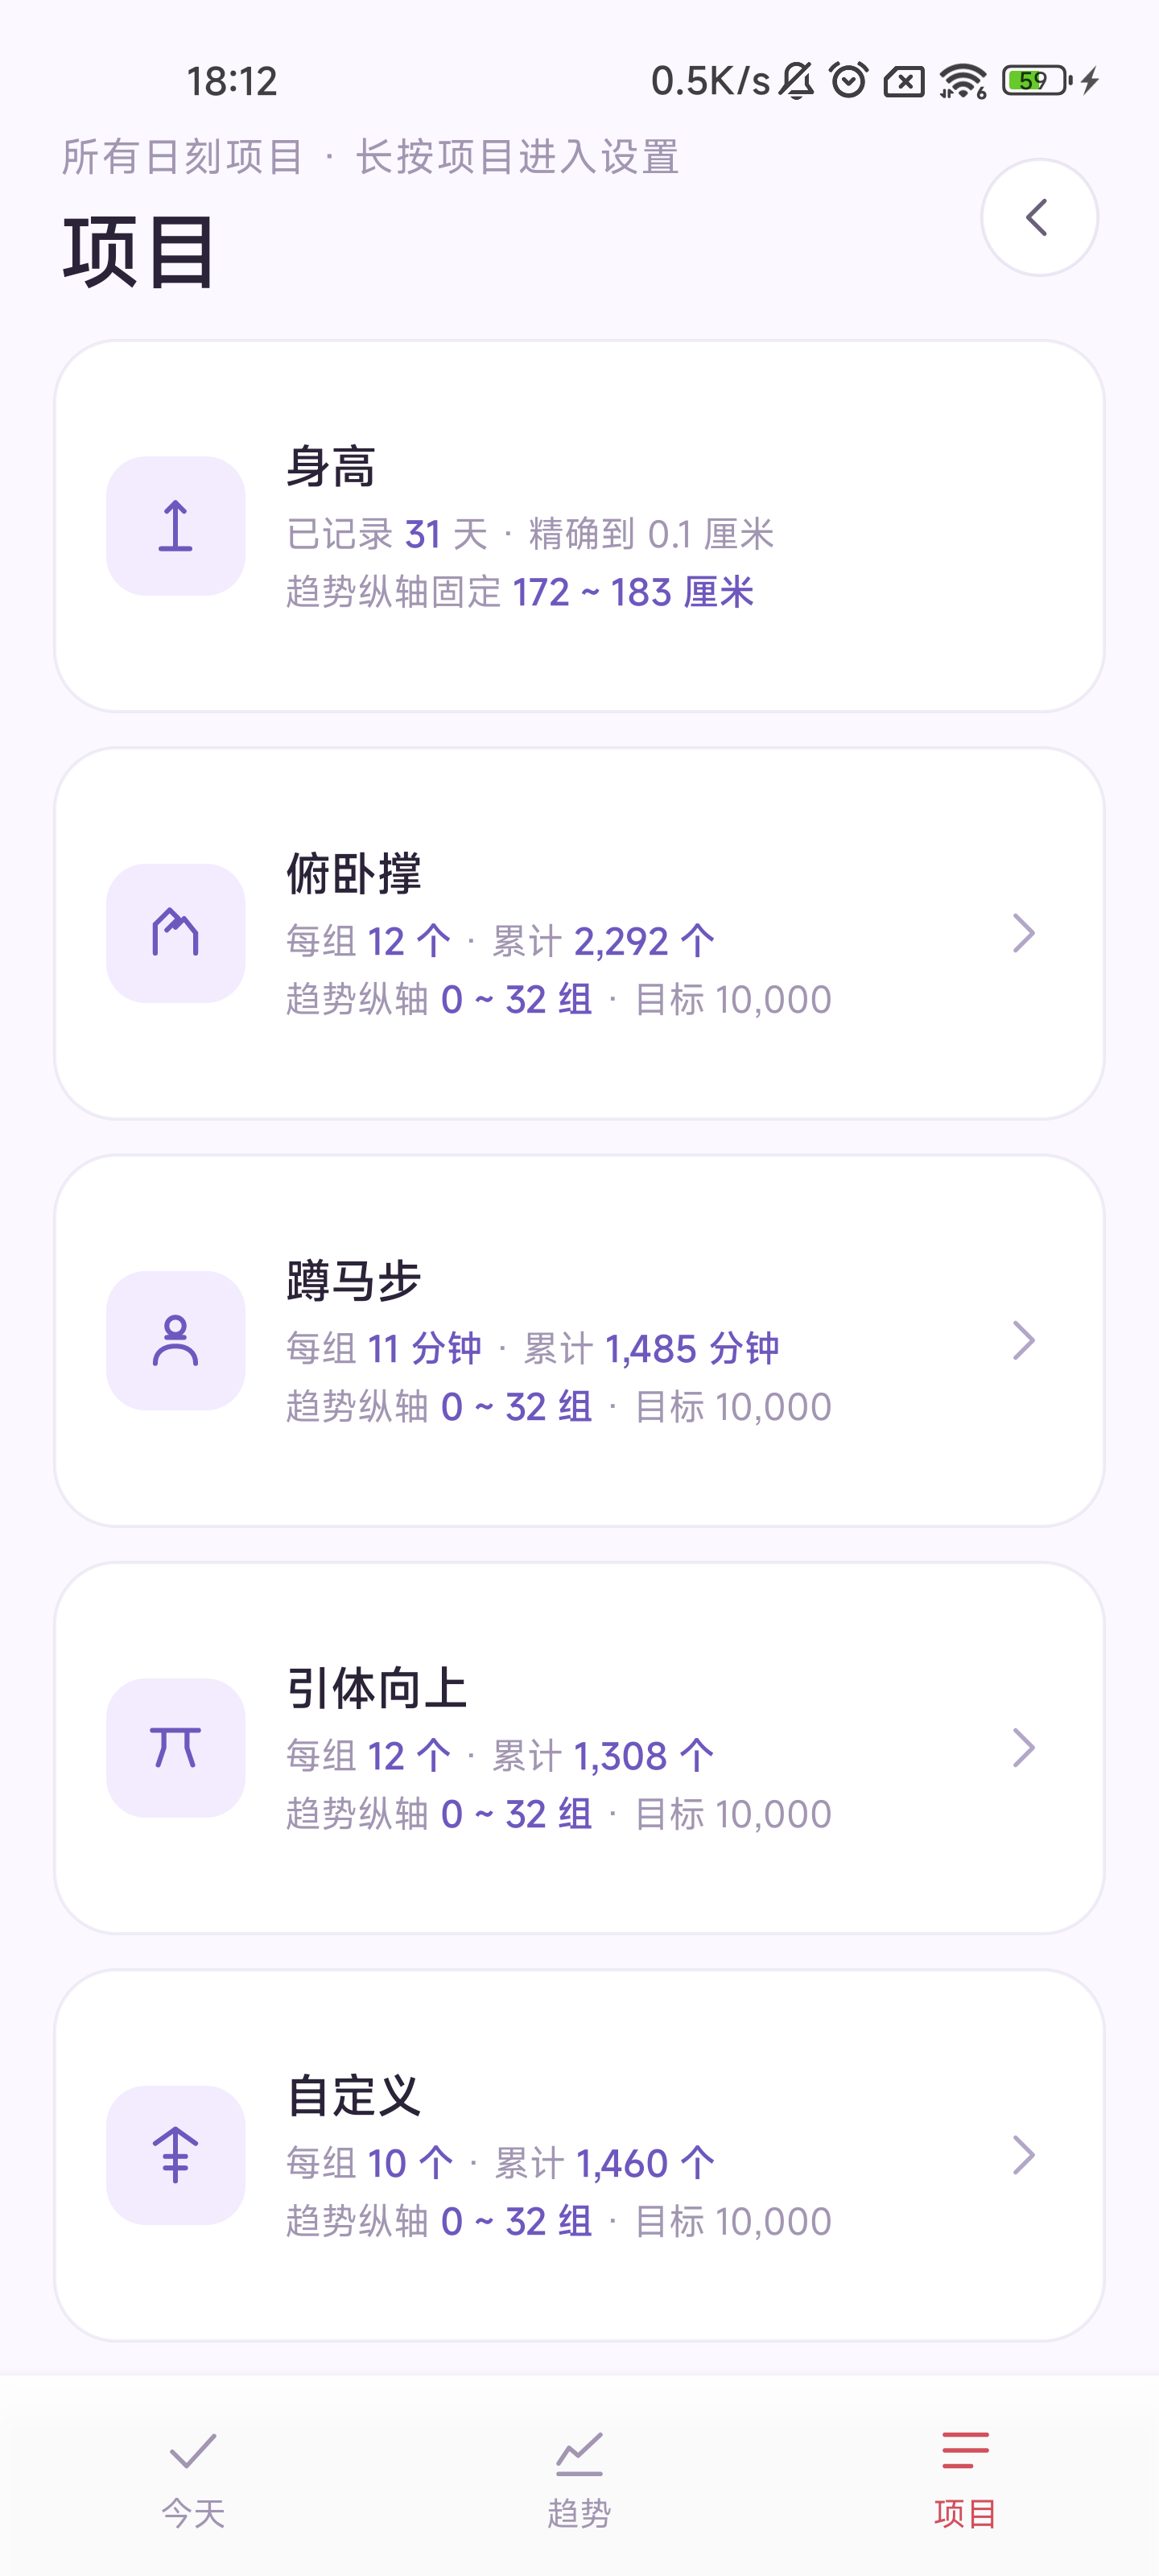 18:12
0.5K/s
6
59
所有日刻项目 · 长按项目进入设置
项目
身高
已记录 31 天 · 精确到 0.1 厘米
趋势纵轴固定 172 ~ 183 厘米
俯卧撑
每组 12 个 · 累计 2,292 个
趋势纵轴 0 ~ 32 组 · 目标 10,000
蹲马步
每组 11 分钟 · 累计 1,485 分钟
趋势纵轴 0 ~ 32 组 · 目标 10,000
引体向上
每组 12 个 · 累计 1,308 个
趋势纵轴 0 ~ 32 组 · 目标 10,000
自定义
每组 10 个 · 累计 1,460 个
趋势纵轴 0 ~ 32 组 · 目标 10,000
今天
趋势
项目